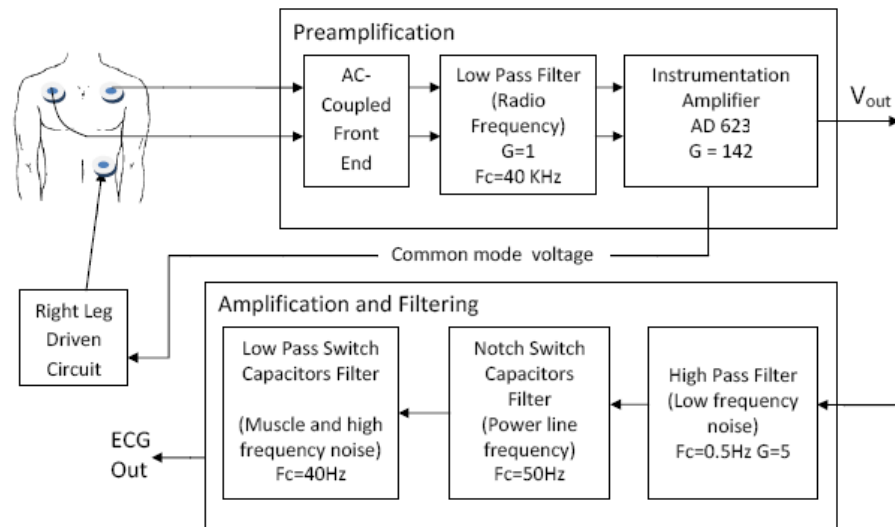 Preamplification
AC-
Coupled
Front
End
Low Pass Filter
(Radio
Frequency)
G=1
Fc=40 KHz
Instrumentation
Amplifier
AD 623
G = 142
Vout
Common mode voltage
Right Leg
Driven
Circuit
Amplification and Filtering
Low Pass Switch
Capacitors Filter
(Muscle and high
frequency noise)
Fc=40Hz
Notch Switch
Capacitors
Filter
(Power line
frequency)
Fc=50Hz
High Pass Filter
(Low frequency
noise)
Fc=0.5Hz G=5
ECG
Out